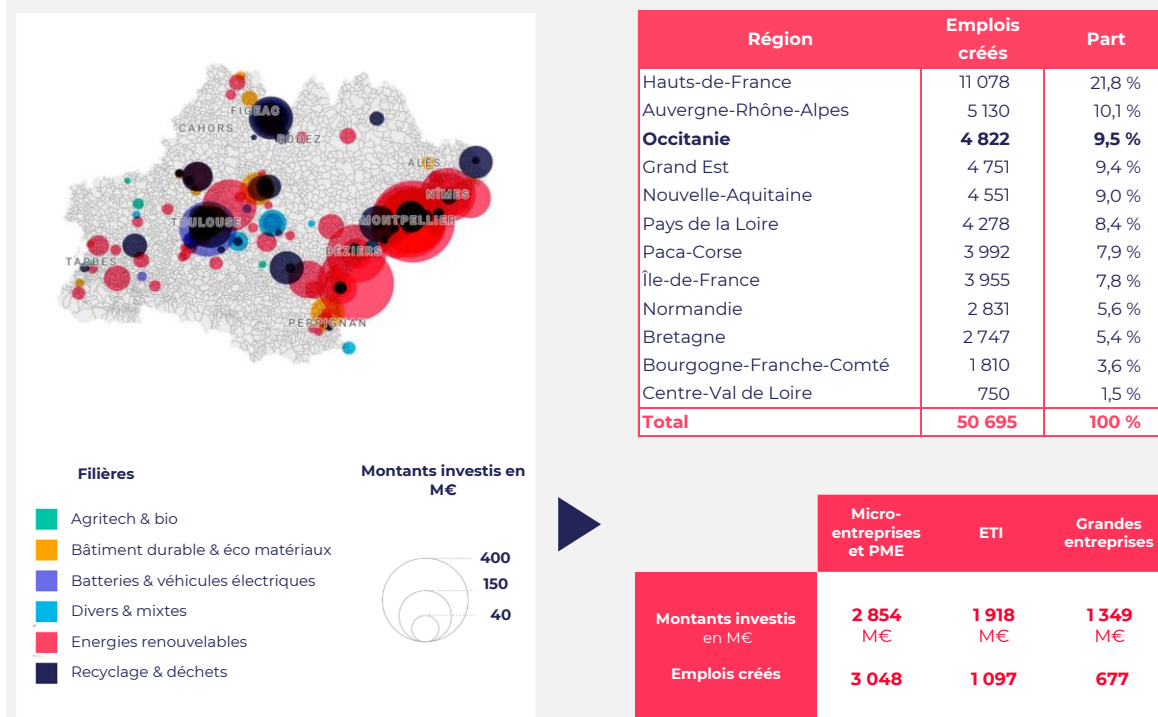 FIGEAC
CAHORS
RODEZ
ALÈS
NÎMES
TOULOUSE
MONTPELLIER
BÉZIERS
TARBES
PERPIGNAN
Filières
Montants investis en
M€
Agritech & bio
Bâtiment durable & éco matériaux
Batteries & véhicules électriques
Divers & mixtes
Energies renouvelables
Recyclage & déchets
400
150
40
Région Emplois créés Part
Hauts-de-France 11 078 21,8 %
Auvergne-Rhône-Alpes 5 130 10,1 %
Occitanie 4 822 9,5 %
Grand Est 4 751 9,4 %
Nouvelle-Aquitaine 4 551 9,0 %
Pays de la Loire 4 278 8,4 %
Paca-Corse 3 992 7,9 %
Île-de-France 3 955 7,8 %
Normandie 2 831 5,6 %
Bretagne 2 747 5,4 %
Bourgogne-Franche-Comté 1 810 3,6 %
Centre-Val de Loire 750 1,5 %
Total 50 695 100 %
Micro-
entreprises
et PME
ETI
Grandes
entreprises
Montants investis 2 854 1 918 1 349
en M€ M€ M€ M€
Emplois créés 3 048 1 097 677